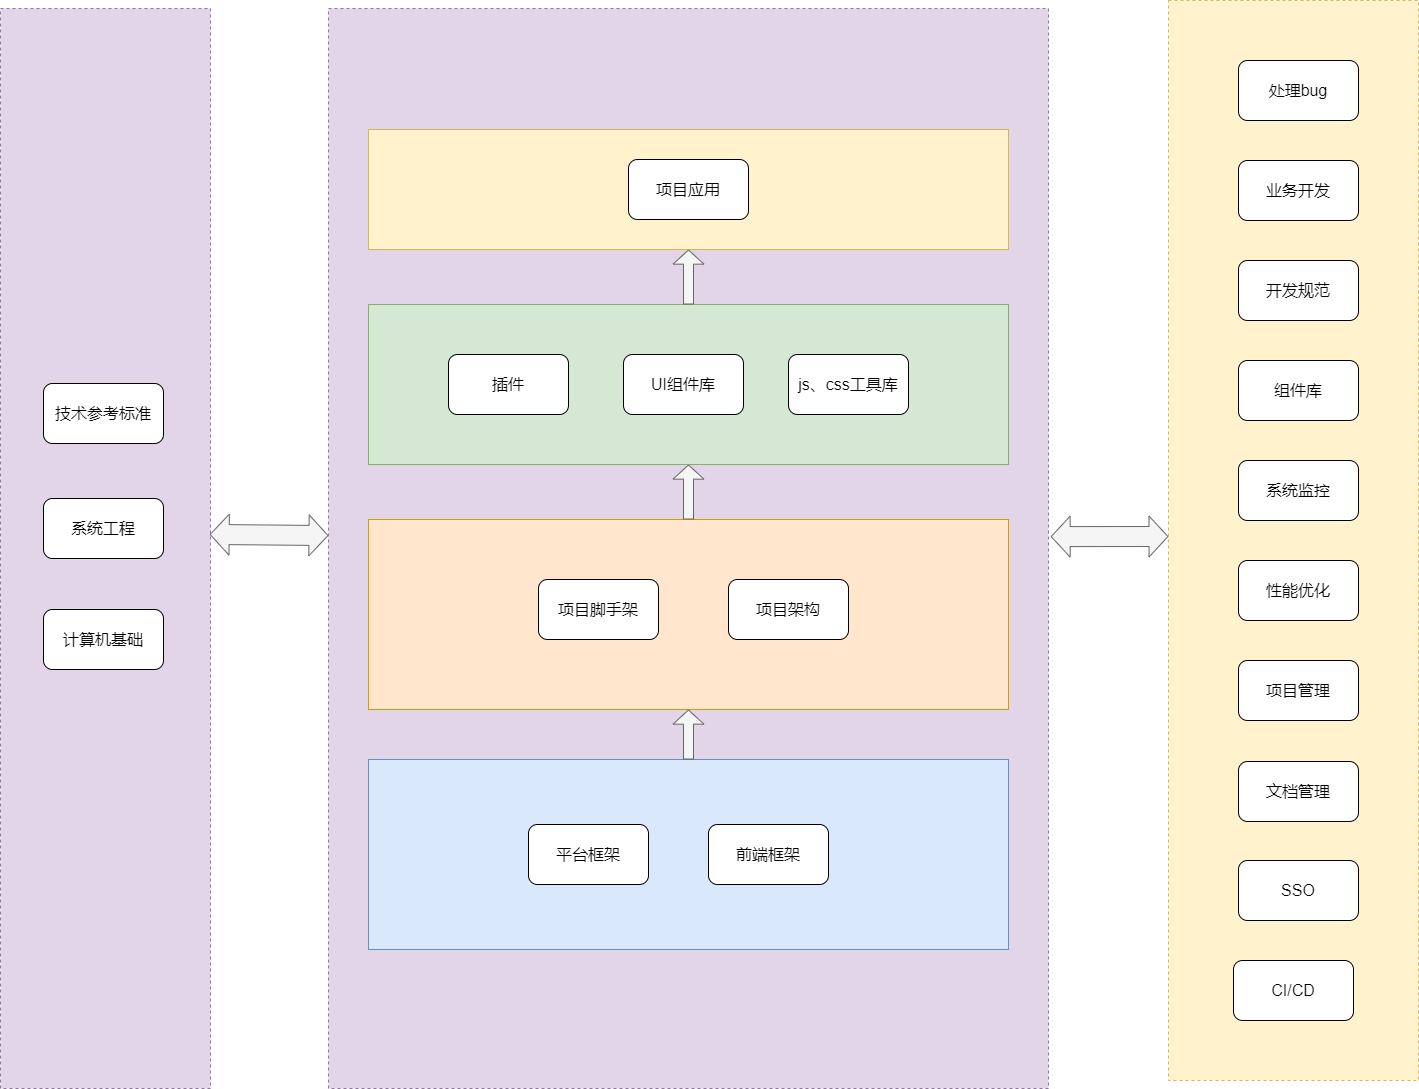 技术参考标准
系统工程
计算机基础
项目应用
插件
UI组件库
js、css工具库
项目脚手架
项目架构
平台框架
前端框架
处理bug
业务开发
开发规范
组件库
系统监控
性能优化
项目管理
文档管理
SSO
CI/CD